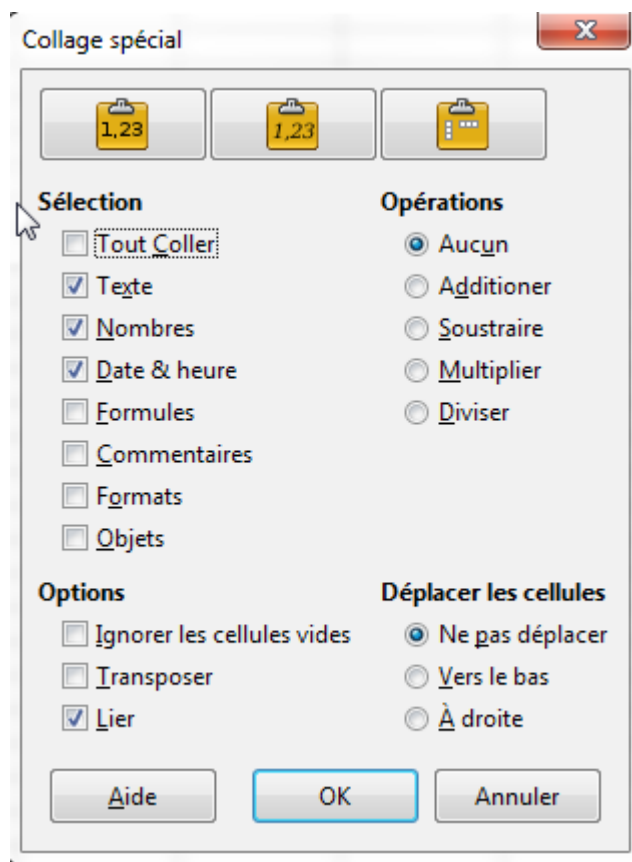 Collage spécial
1,23
1,23
Sélection
Tout Coller
Texte
Nombres
Date & heure
Formules
Commentaires
Formats
Objets
Opérations
Aucun
Additioner
Soustraire
Multiplier
Diviser
Options
Ignorer les cellules vides
Transposer
Lier
Déplacer les cellules
Ne pas déplacer
Vers le bas
À droite
Aide
OK
Annuler